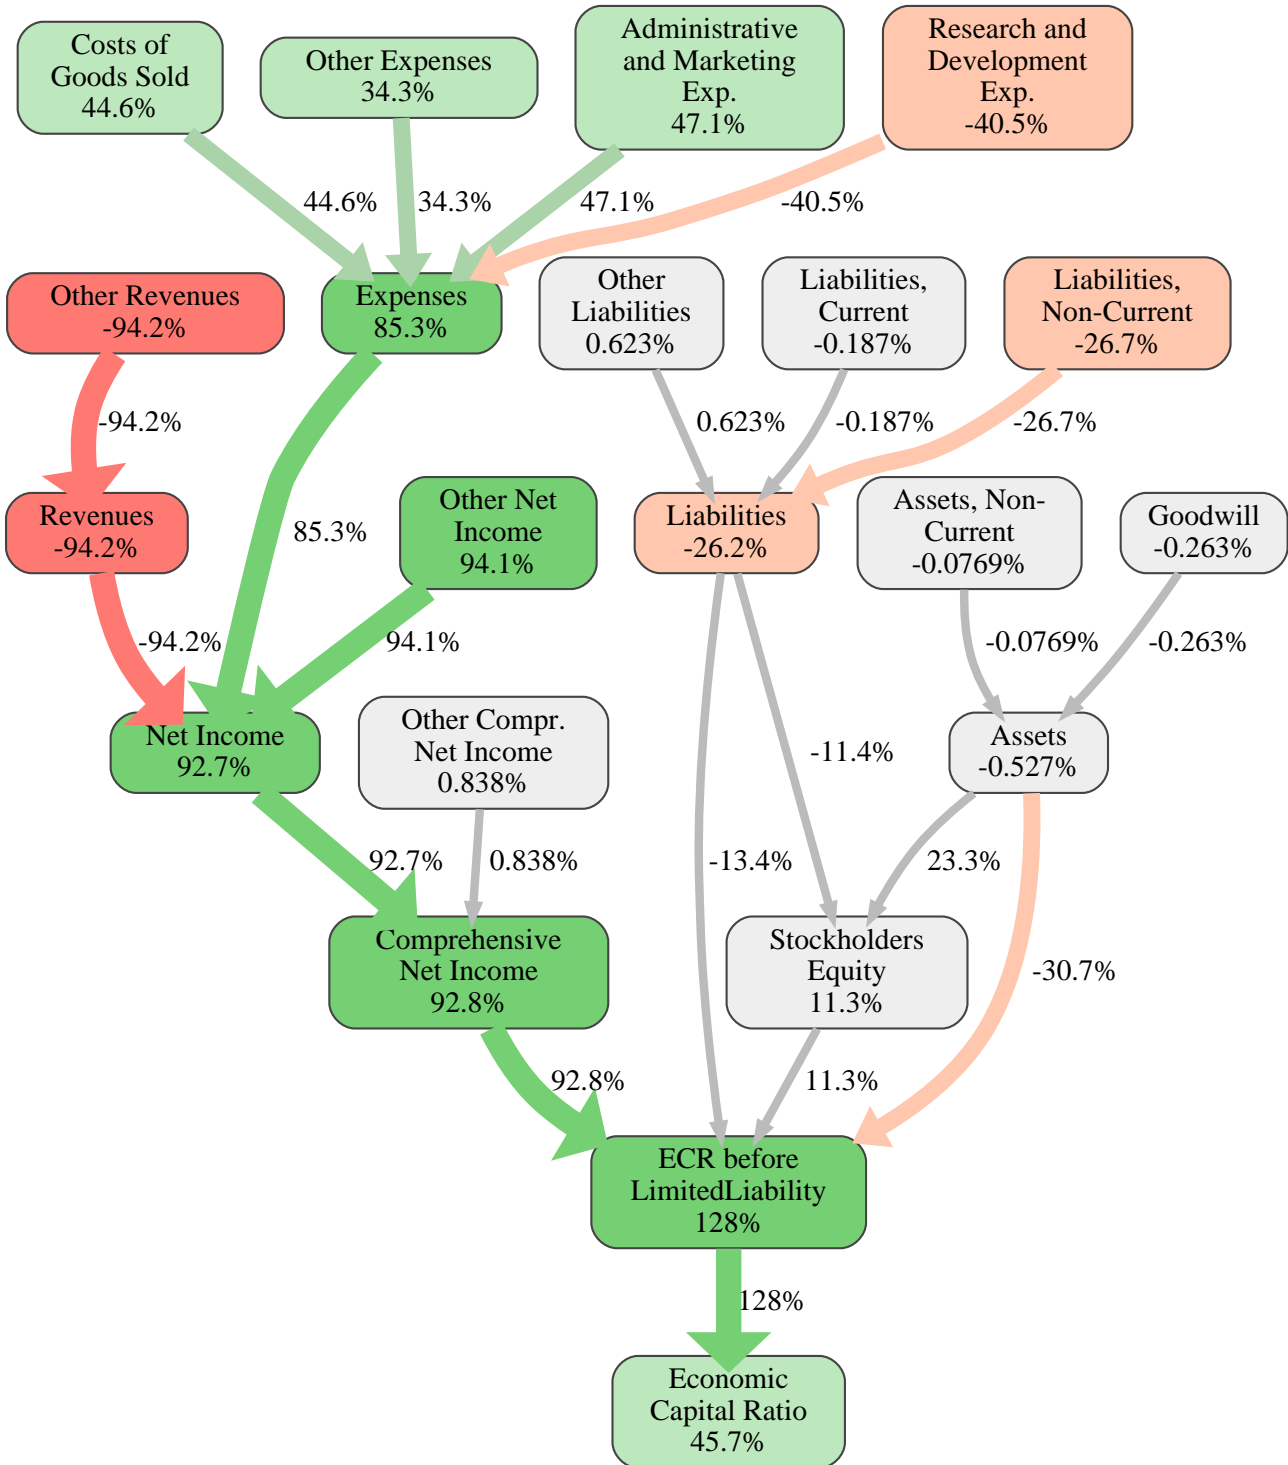 Costs of
Goods Sold
44.6%
Other Expenses
34.3%
Administrative
and Marketing
Exp.
47.1%
Research and
Development
Exp.
-40.5%
44.6%
34.3%
47.1%
-40.5%
Other Revenues
-94.2%
Expenses
85.3%
Other
Liabilities
0.623%
Liabilities,
Current
-0.187%
Liabilities,
Non-Current
-26.7%
-94.2%
0.623%
-0.187%
-26.7%
Revenues
-94.2%
85.3%
Other Net
Income
94.1%
Liabilities
-26.2%
Assets, Non-
Current
-0.0769%
Goodwill
-0.263%
-94.2%
94.1%
-0.0769%
-0.263%
Net Income
92.7%
Other Compr.
Net Income
0.838%
-11.4%
Assets
-0.527%
92.7%
0.838%
-13.4%
23.3%
Comprehensive
Net Income
92.8%
Stockholders
Equity
11.3%
-30.7%
92.8%
11.3%
ECR before
LimitedLiability
128%
128%
Economic
Capital Ratio
45.7%